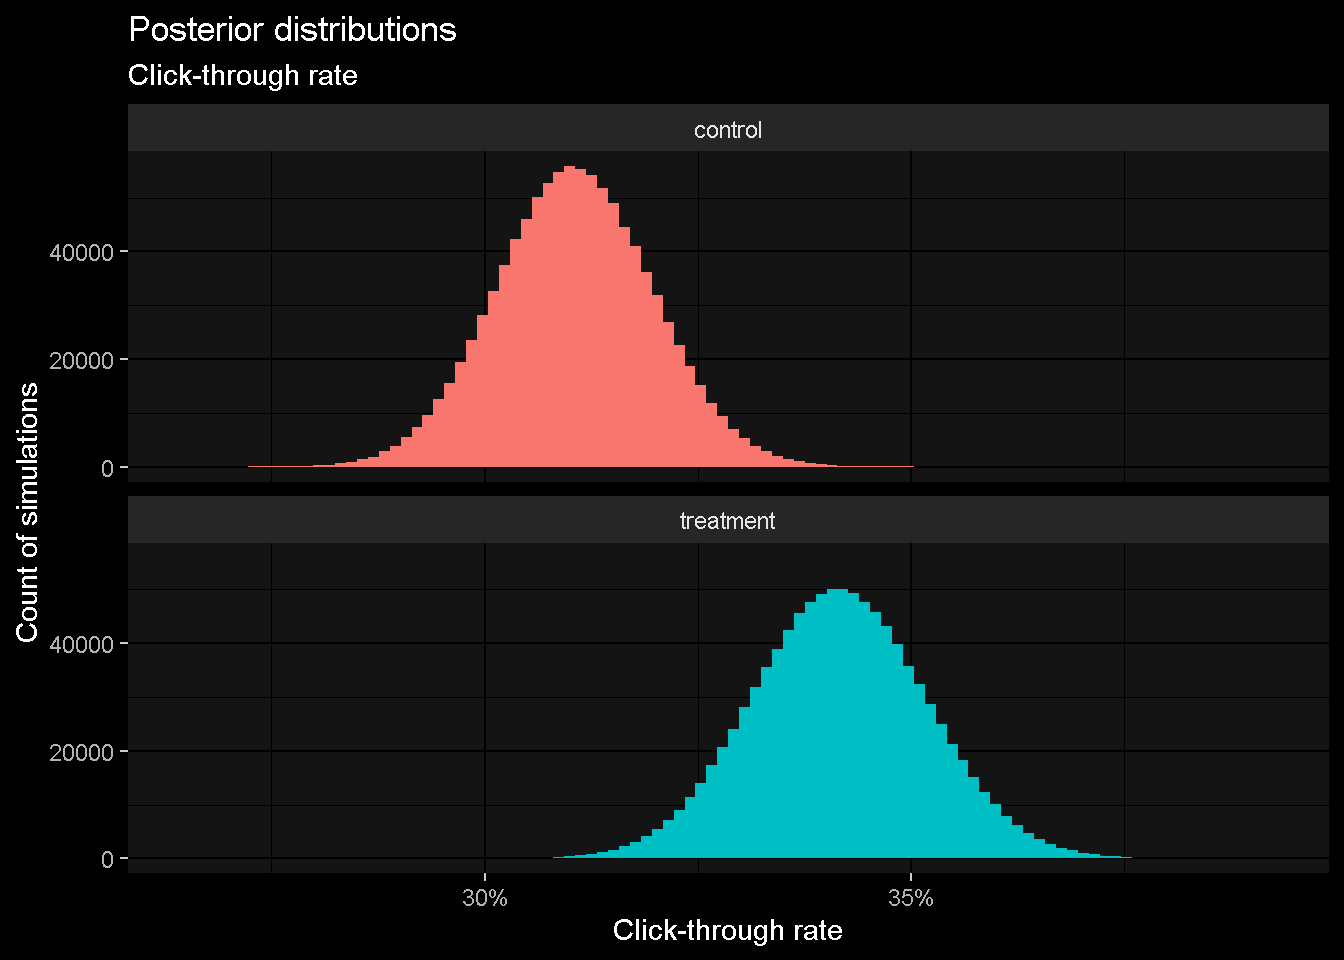 Posterior distributions
Click-through rate
control
40000
20000
0
treatment
40000
20000
0
Count of simulations
30%
35%
Click-through rate